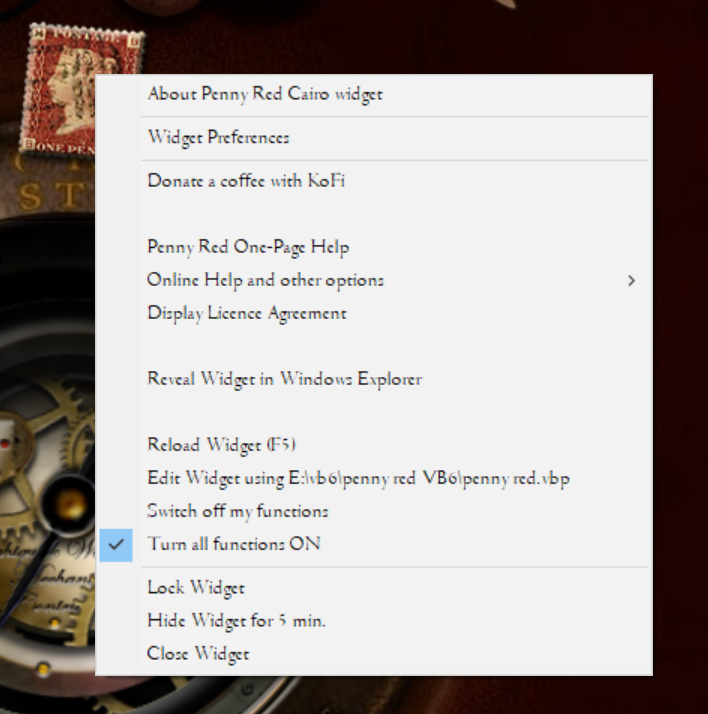 POSTAGE
ONE PEN
ST
About Penny Red Cairo widget
Widget Preferences
Donate a coffee with KoFi
Penny Red One-Page Help
Online Help and other options
Display Licence Agreement
Reveal Widget in Windows Explorer
Reload Widget (F5)
Edit Widget using E:\vb6\penny red VB6\penny red.vbp
Switch off my functions
Turn all functions ON
Lock Widget
Hide Widget for 5 min.
Close Widget